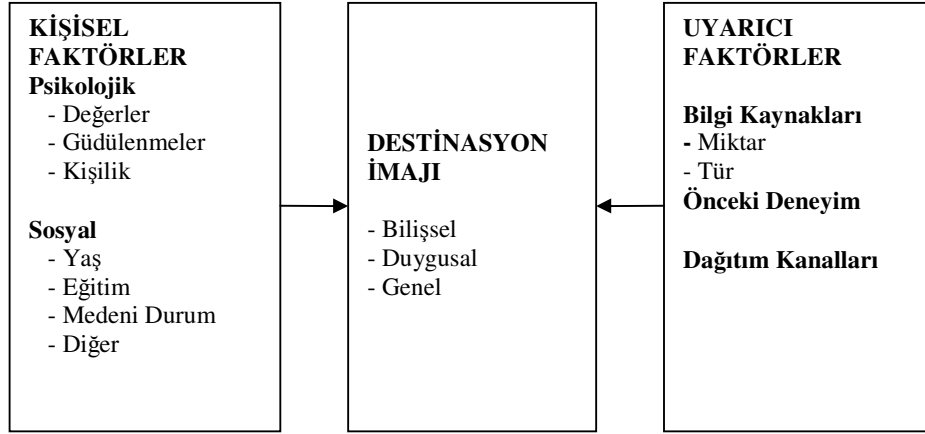 KİŞİSEL
FAKTÖRLER
Psikolojik
- Değerler
- Güdülenmeler
- Kişilik
Sosyal
- Yaş
- Eğitim
- Medeni Durum
- Diğer
DESTİNASYON
İMAJI
- Bilişsel
- Duygusal
- Genel
UYARICI
FAKTÖRLER
Bilgi Kaynakları
- Miktar
- Tür
Önceki Deneyim
Dağıtım Kanalları